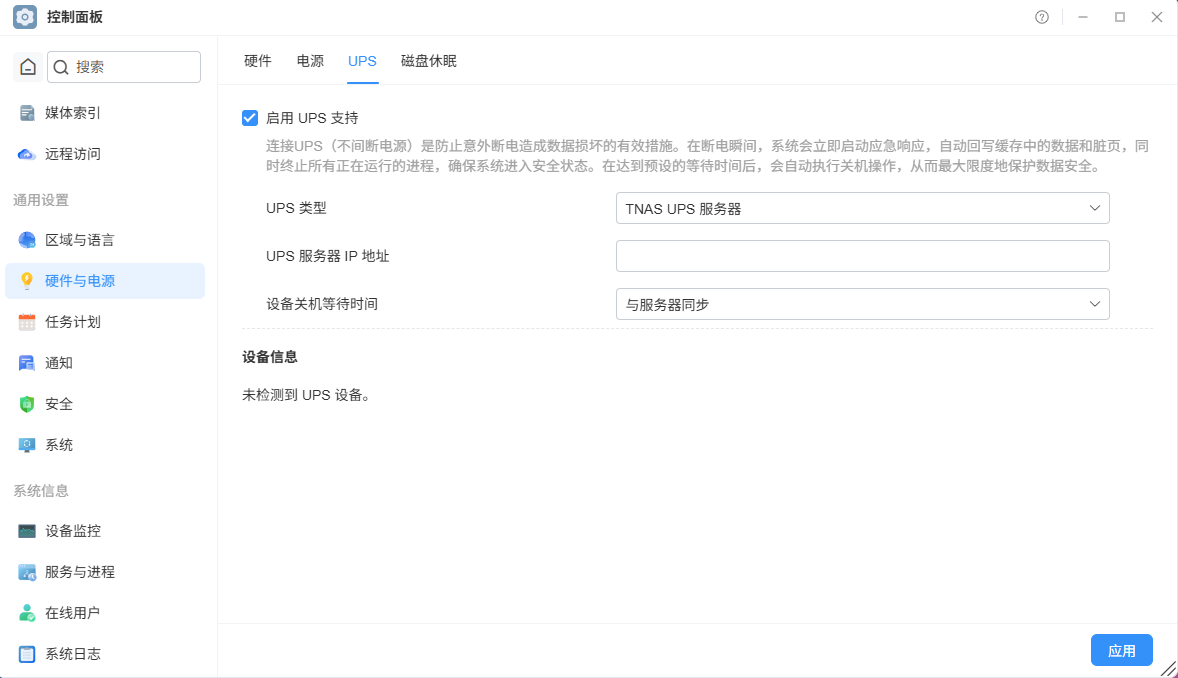 控制面板
搜索
媒体索引
远程访问
通用设置
区域与语言
硬件与电源
任务计划
通知
安全
系统
系统信息
设备监控
服务与进程
在线用户
系统日志
硬件 电源 UPS 磁盘休眠
启用 UPS 支持
连接UPS（不间断电源）是防止意外断电造成数据损坏的有效措施。在断电瞬间，系统会立即启动应急响应，自动回写缓存中的数据和脏页，同
时终止所有正在运行的进程，确保系统进入安全状态。在达到预设的等待时间后，会自动执行关机操作，从而最大限度地保护数据安全。
UPS 类型 TNAS UPS 服务器
UPS 服务器 IP 地址
设备关机等待时间 与服务器同步
设备信息
未检测到 UPS 设备。
应用